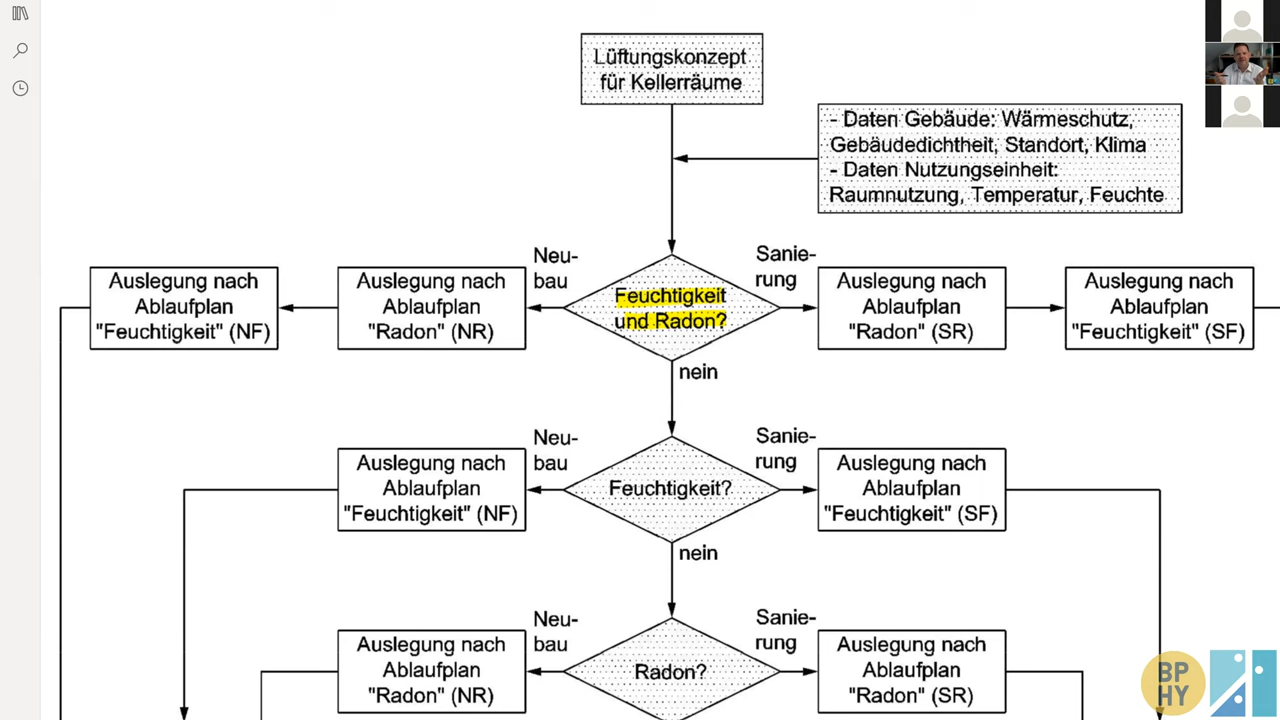 Lüftungskonzept
für Kellerräume
- Daten Gebäude: Wärmeschutz,
Gebäudedichtheit, Standort, Klima
- Daten Nutzungseinheit:
Raumnutzung, Temperatur, Feuchte
Auslegung nach
Ablaufplan
"Feuchtigkeit" (NF)
Auslegung nach
Ablaufplan
"Radon" (NR)
Neu-
bau
Feuchtigkeit
und Radon?
Sanie-
rung
Auslegung nach
Ablaufplan
"Radon" (SR)
Auslegung nach
Ablaufplan
"Feuchtigkeit" (SF)
nein
Auslegung nach
Ablaufplan
"Feuchtigkeit" (NF)
Neu-
bau
Feuchtigkeit?
Sanie-
rung
Auslegung nach
Ablaufplan
"Feuchtigkeit" (SF)
nein
Auslegung nach
Ablaufplan
"Radon" (NR)
Neu-
bau
Radon?
Sanie-
rung
Auslegung nach
Ablaufplan
"Radon" (SR)
BP
HY